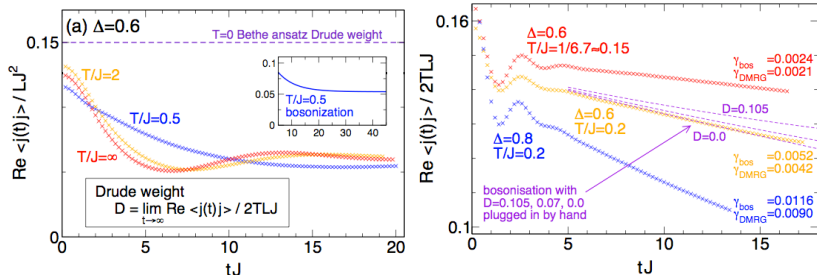 (a) Δ=0.6
T=0 Bethe ansatz Drude weight
0.15
T/J=2
T/J=0.5
T/J=∞
0.1
0.05
0
T/J=0.5
bosonization
10 20 30 40
Drude weight
D = lim Re <j(t)j> / 2TLJ
t→∞
0
0 5 10 15 20
tJ
Re <j(t)j> / LJ²
0.16
Δ=0.6
T/J=1/6.7≈0.15
γbos=0.0024
γDMRG=0.0021
D=0.105
Δ=0.6
T/J=0.2
D=0.0
Δ=0.8
T/J=0.2
γbos=0.0052
γDMRG=0.0042
bosonisation with
D=0.105, 0.07, 0.0
plugged in by hand
γbos=0.0116
γDMRG=0.0090
0.1
0 5 10 15
tJ
Re <j(t)j> / 2TLJ